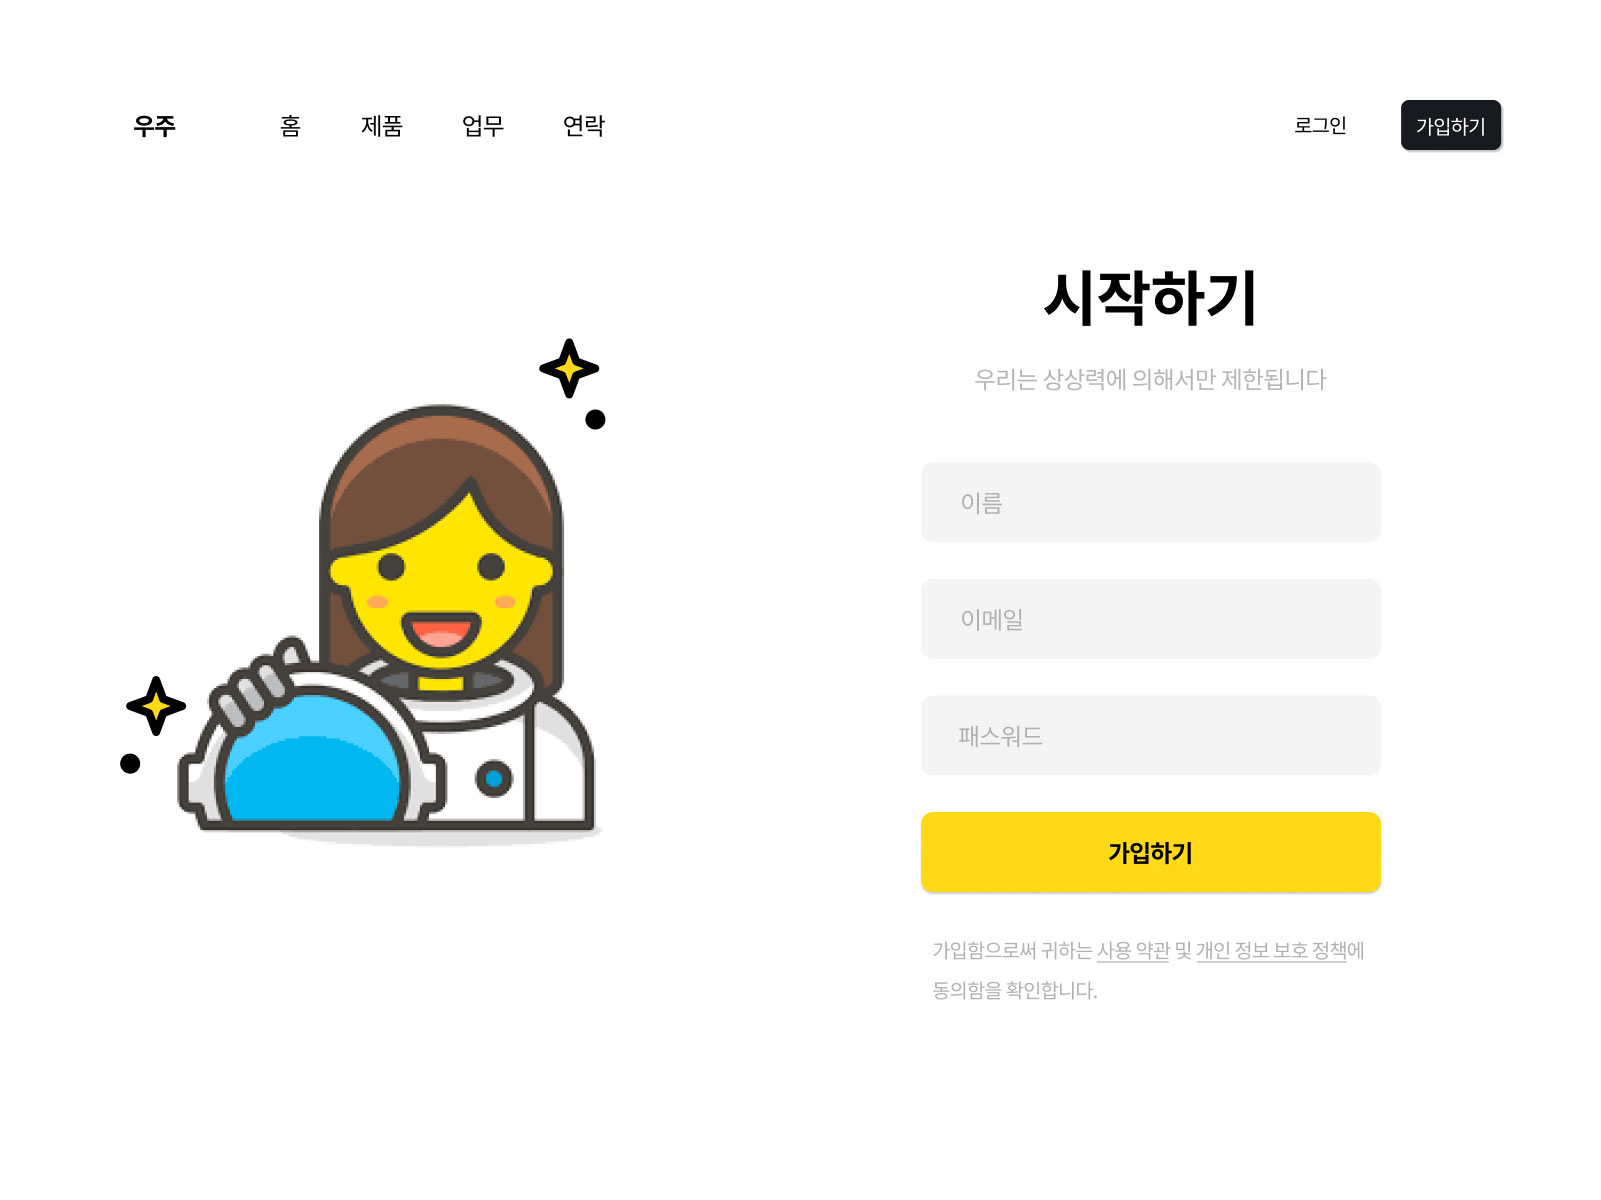 우주 홈 제품 업무 연락 로그인 가입하기
시작하기
우리는 상상력에 의해서만 제한됩니다
이름
이메일
패스워드
가입하기
가입함으로써 귀하는 사용 약관 및 개인 정보 보호 정책에
동의함을 확인합니다.